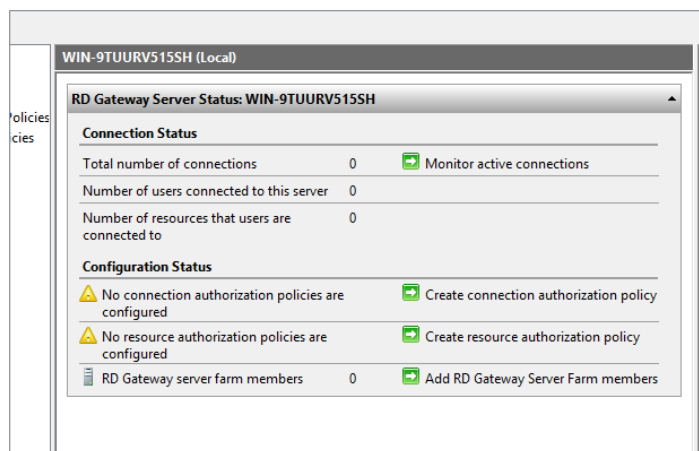 WIN-9TUURV515SH (Local)
RD Gateway Server Status: WIN-9TUURV515SH
Policies
cies
Connection Status
Total number of connections 0 Monitor active connections
Number of users connected to this server 0
Number of resources that users are 0
connected to
Configuration Status
No connection authorization policies are Create connection authorization policy
configured
No resource authorization policies are Create resource authorization policy
configured
RD Gateway server farm members 0 Add RD Gateway Server Farm members